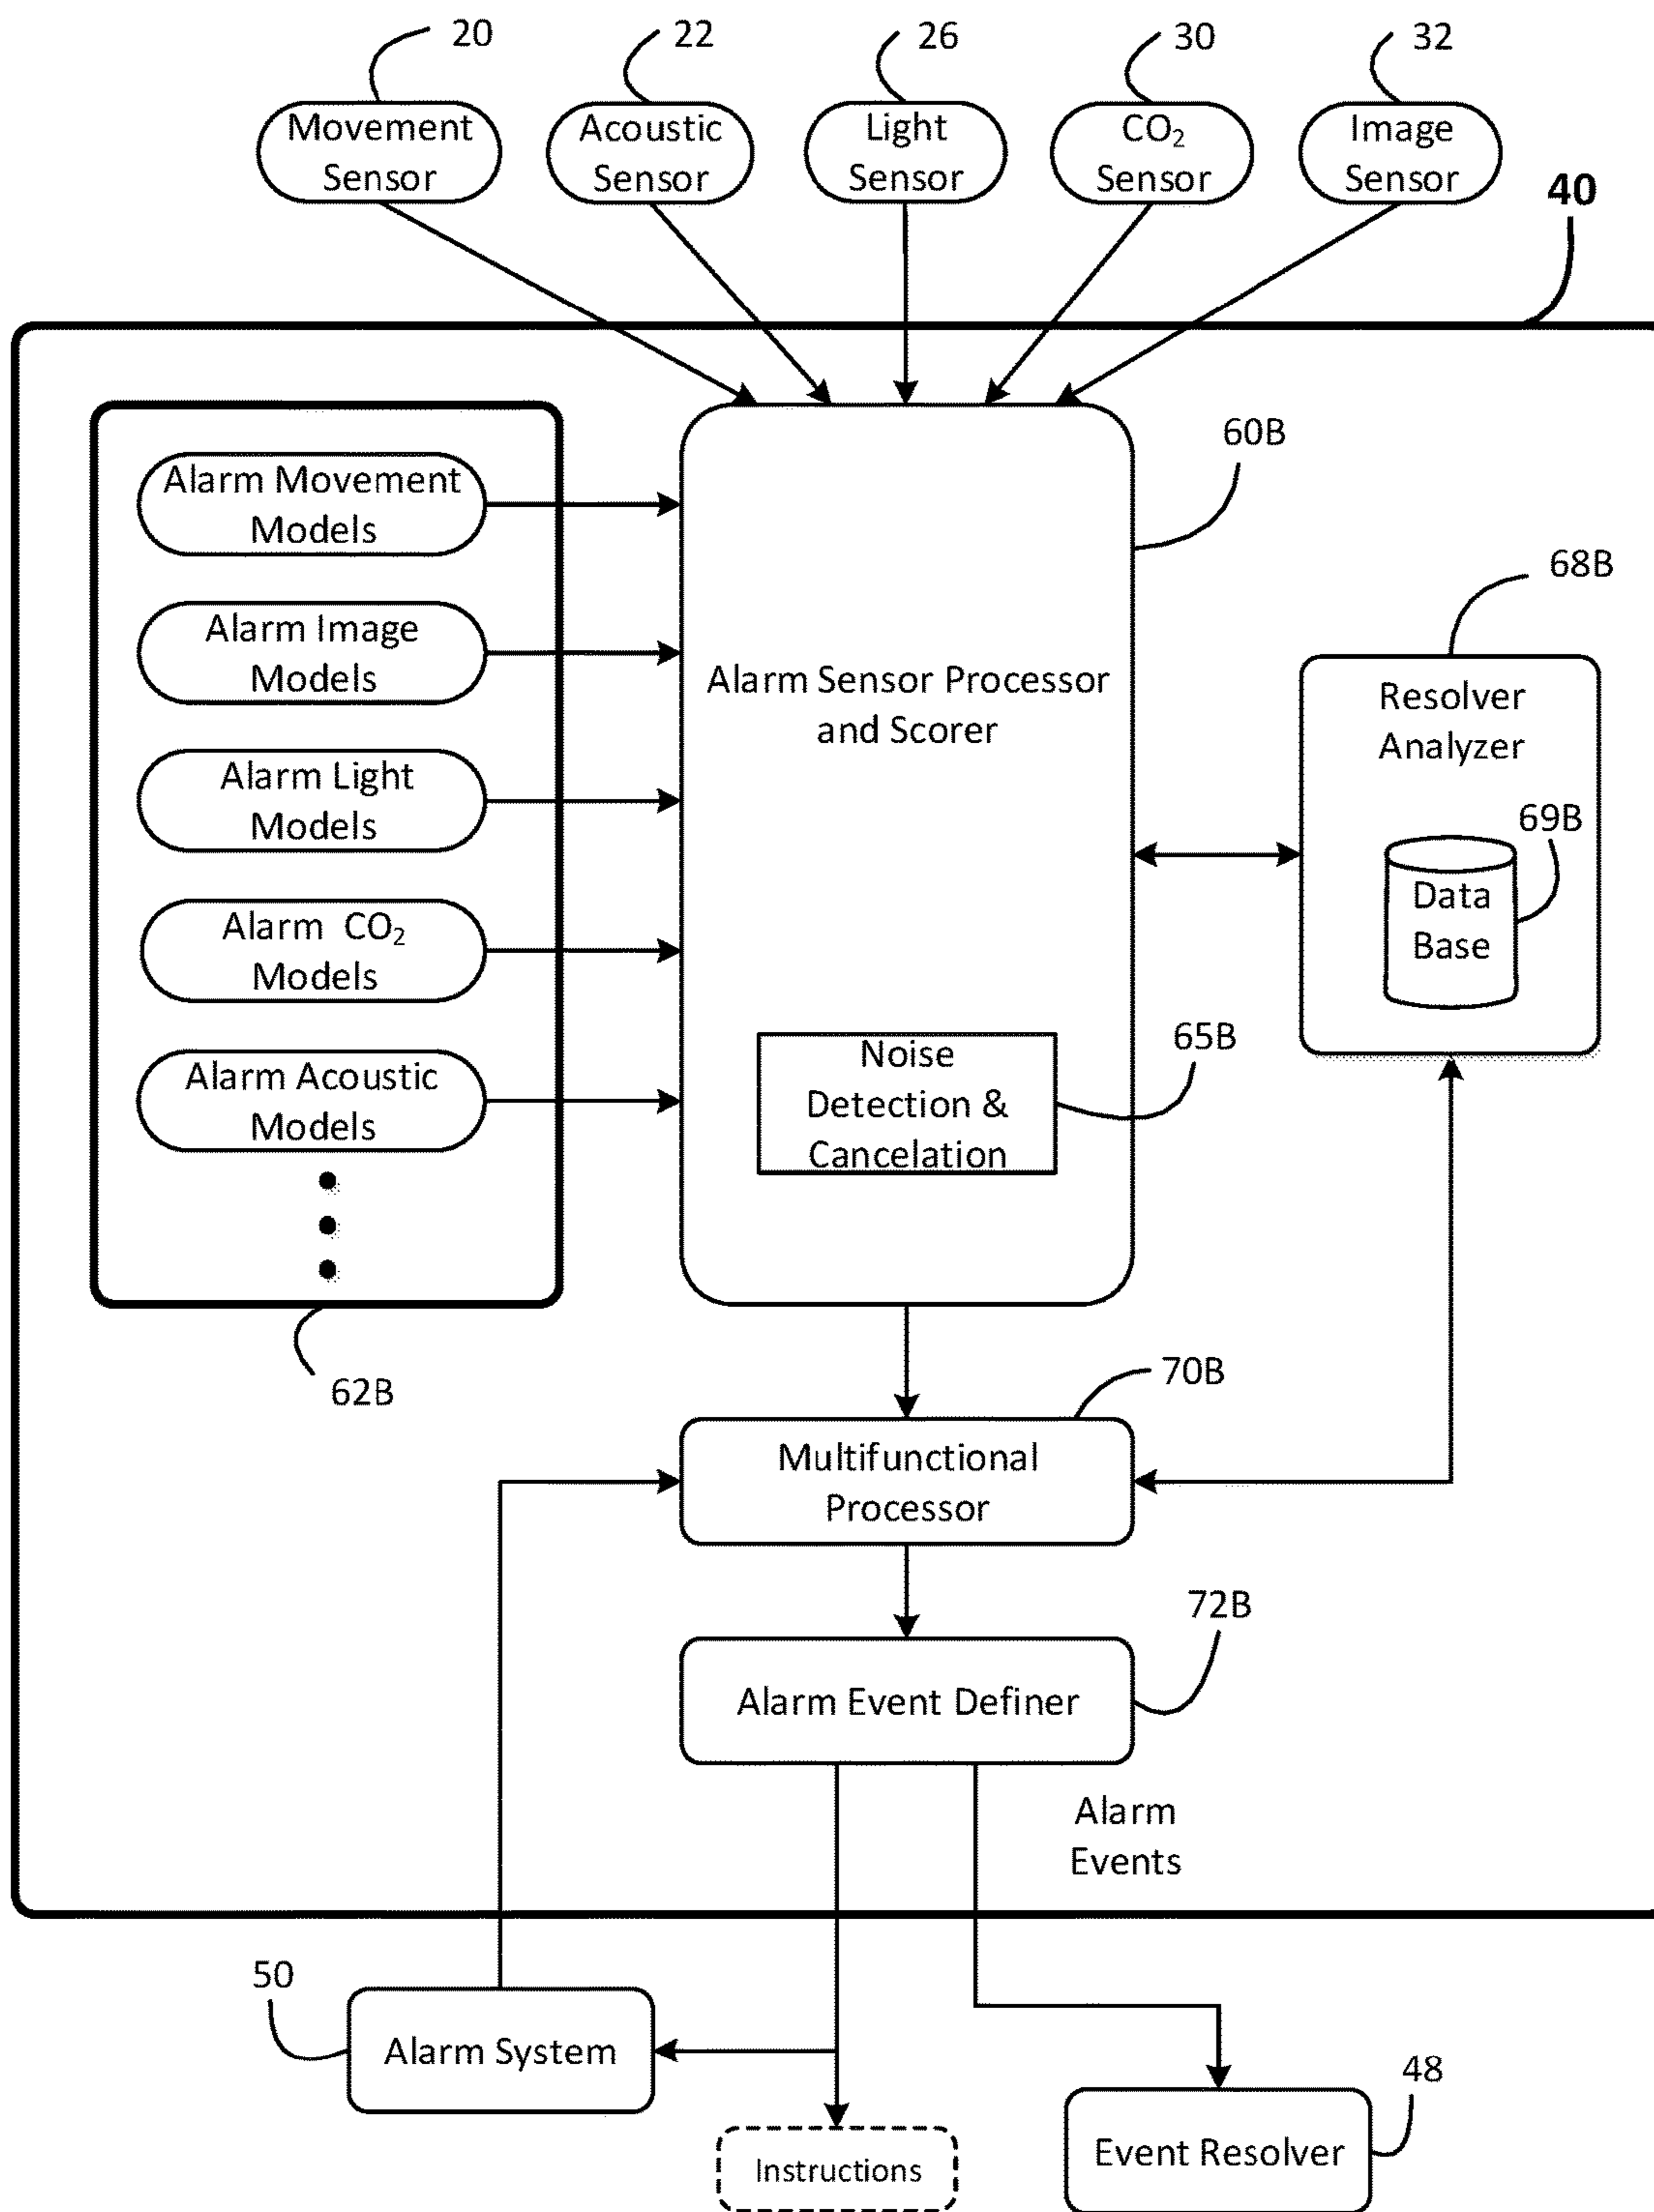 20
22
26
30
32
Movement
Sensor
Acoustic
Sensor
Light
Sensor
CO₂
Sensor
Image
Sensor
40
60B
Alarm Movement
Models
Alarm Image
Models
Alarm Light
Models
Alarm CO₂
Models
Alarm Acoustic
Models
62B
Alarm Sensor Processor
and Scorer
Noise
Detection &
Cancelation
65B
68B
Resolver
Analyzer
69B
Data
Base
70B
Multifunctional
Processor
72B
Alarm Event Definer
Alarm
Events
50
Alarm System
Instructions
48
Event Resolver